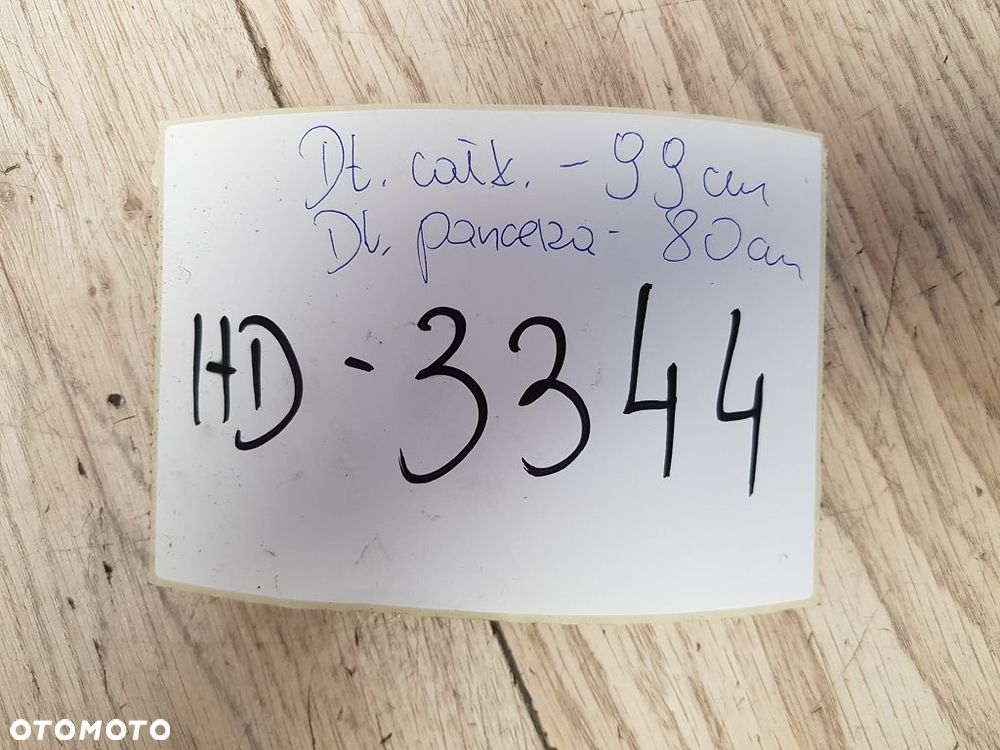 Dł. całk. - 99 cm
Dł. pancerza - 80 cm
HD - 3344
OTOMOTO